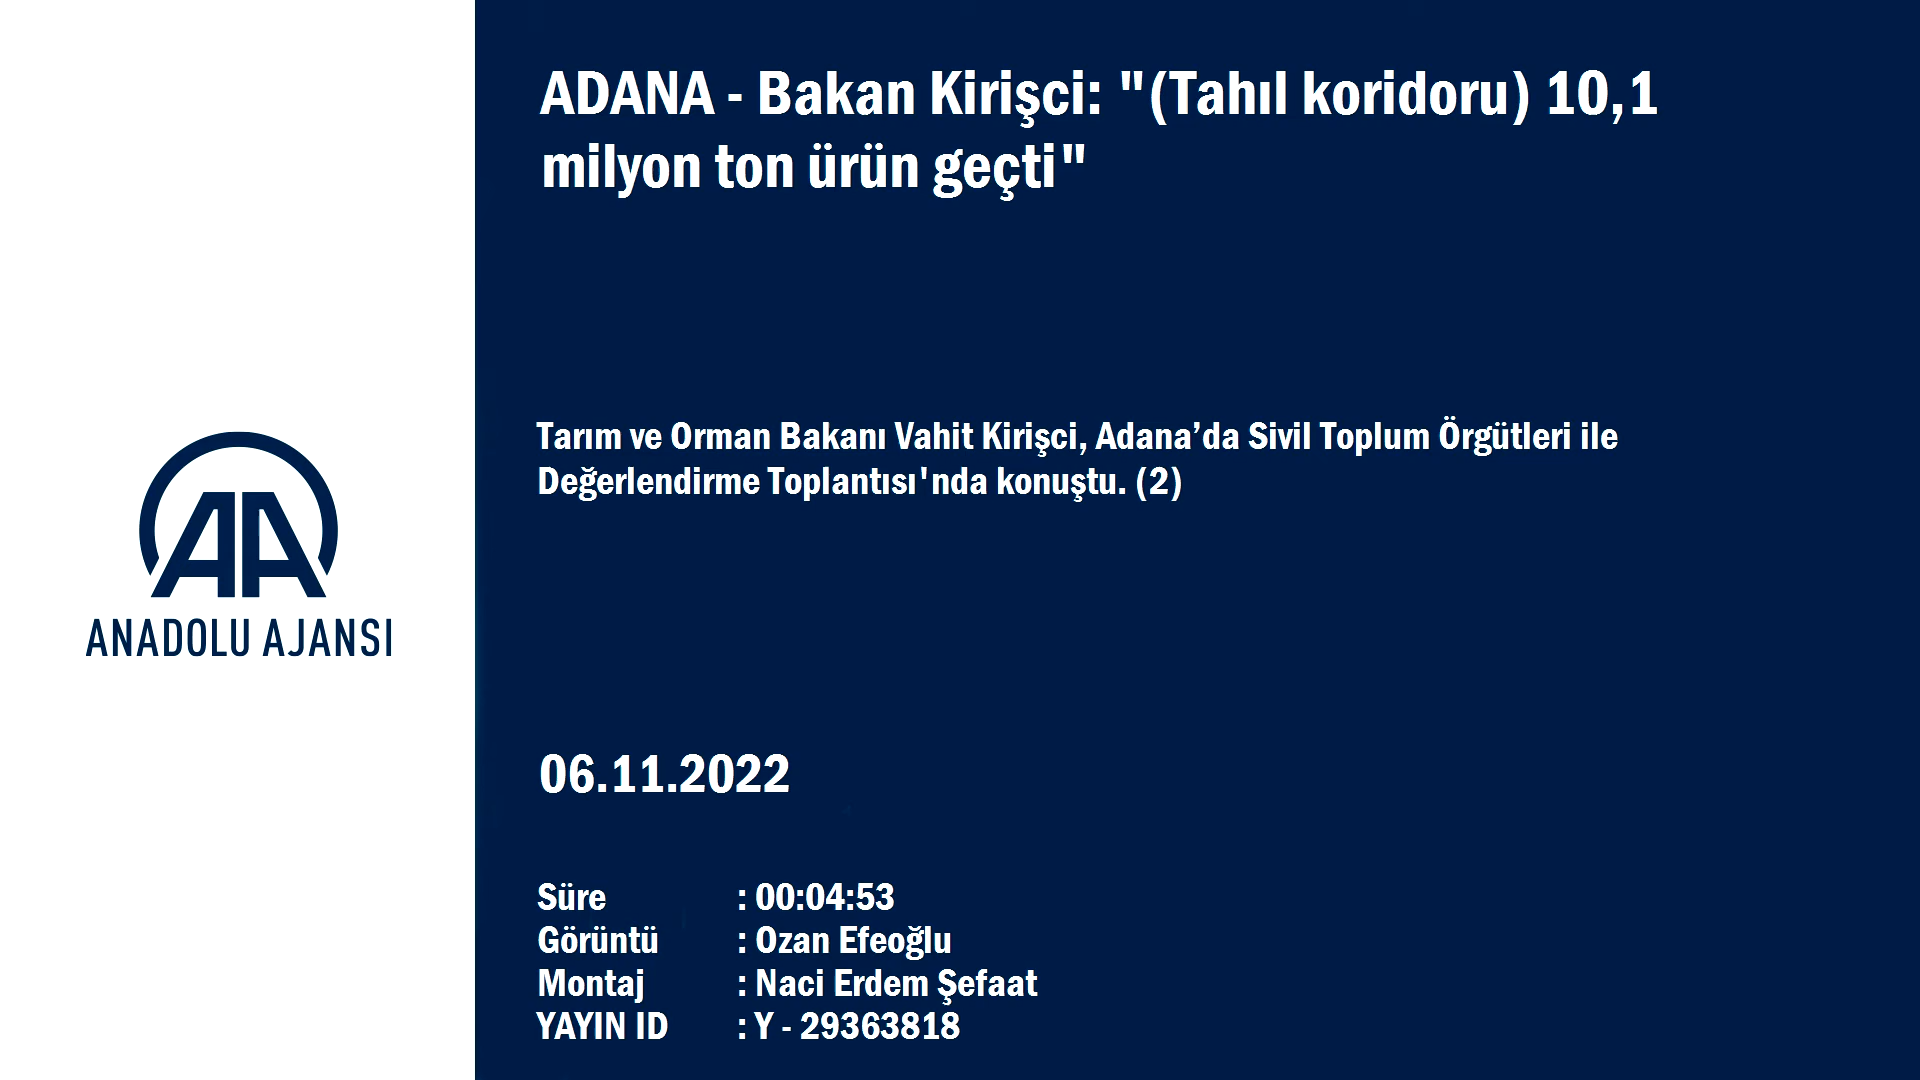 ADANA - Bakan Kirişci: "(Tahıl koridoru) 10,1
milyon ton ürün geçti"
Tarım ve Orman Bakanı Vahit Kirişci, Adana’da Sivil Toplum Örgütleri ile
Değerlendirme Toplantısı'nda konuştu. (2)
AA
ANADOLU AJANSI
06.11.2022
Süre : 00:04:53
Görüntü : Ozan Efeoğlu
Montaj : Naci Erdem Şefaat
YAYIN ID : Y - 29363818